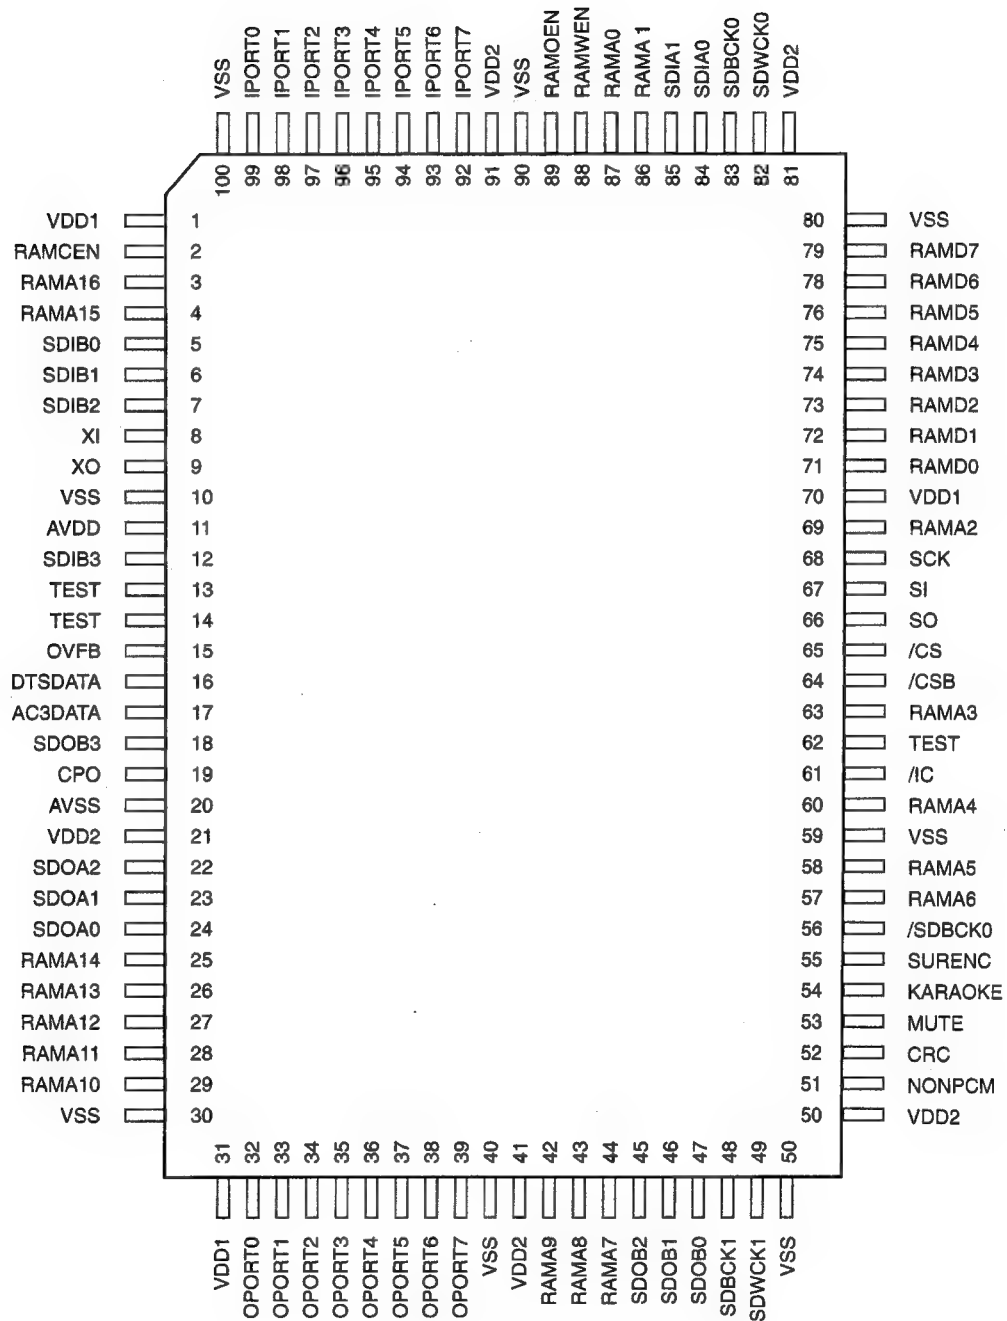 VSS
IPORT0
IPORT1
IPORT2
IPORT3
IPORT4
IPORT5
IPORT6
IPORT7
VDD2
VSS
RAMOEN
RAMWEN
RAMA0
RAMA1
SDIA1
SDIA0
SDBCK0
SDWCK0
VDD2
100 99 98 97 96 95 94 93 92 91 90 89 88 87 86 85 84 83 82 81
VDD1 1
RAMCEN 2
RAMA16 3
RAMA15 4
SDIB0 5
SDIB1 6
SDIB2 7
XI 8
XO 9
VSS 10
AVDD 11
SDIB3 12
TEST 13
TEST 14
OVFB 15
DTSDATA 16
AC3DATA 17
SDOB3 18
CPO 19
AVSS 20
VDD2 21
SDOA2 22
SDOA1 23
SDOA0 24
RAMA14 25
RAMA13 26
RAMA12 27
RAMA11 28
RAMA10 29
VSS 30
80 VSS
79 RAMD7
78 RAMD6
76 RAMD5
75 RAMD4
74 RAMD3
73 RAMD2
72 RAMD1
71 RAMD0
70 VDD1
69 RAMA2
68 SCK
67 SI
66 SO
65 /CS
64 /CSB
63 RAMA3
62 TEST
61 /IC
60 RAMA4
59 VSS
58 RAMA5
57 RAMA6
56 /SDBCK0
55 SURENC
54 KARAOKE
53 MUTE
52 CRC
51 NONPCM
50 VDD2
31 32 33 34 35 36 37 38 39 40 41 42 43 44 45 46 47 48 49 50
VDD1
OPORT0
OPORT1
OPORT2
OPORT3
OPORT4
OPORT5
OPORT6
OPORT7
VSS
VDD2
RAMA9
RAMA8
RAMA7
SDOB2
SDOB1
SDOB0
SDBCK1
SDWCK1
VSS